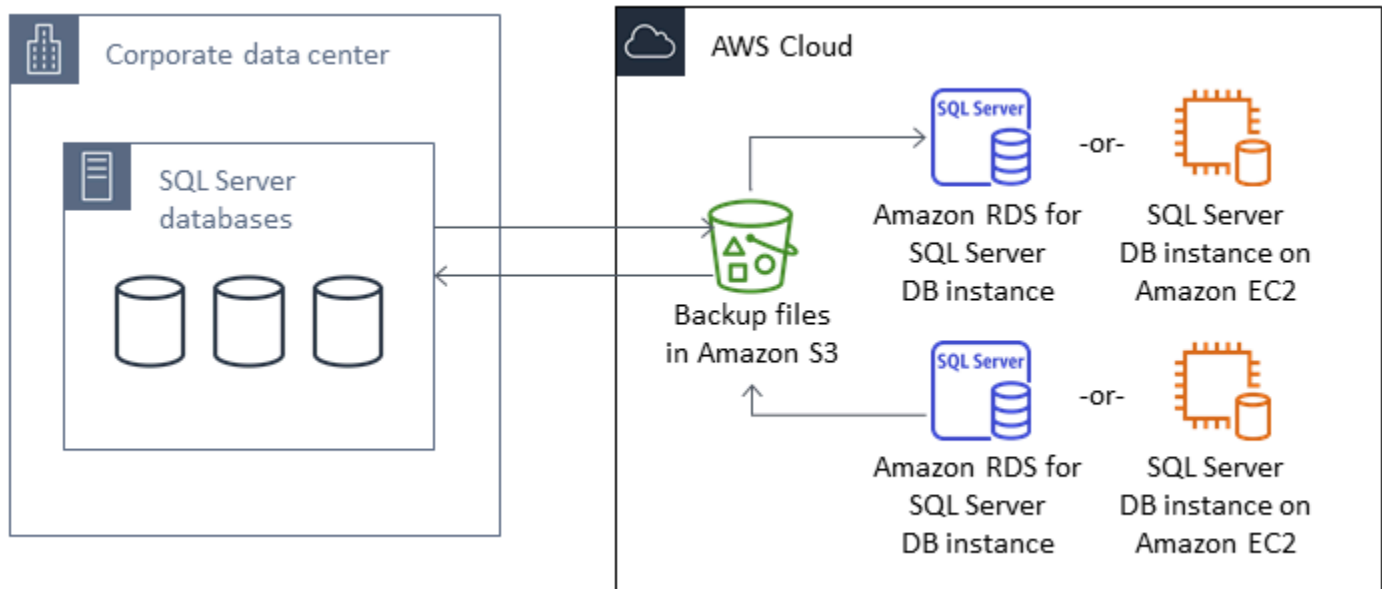 Corporate data center
SQL Server
databases
AWS Cloud
SQL Server
-or-
Amazon RDS for
SQL Server
DB instance
SQL Server
DB instance on
Amazon EC2
Backup files
in Amazon S3
SQL Server
-or-
Amazon RDS for
SQL Server
DB instance
SQL Server
DB instance on
Amazon EC2